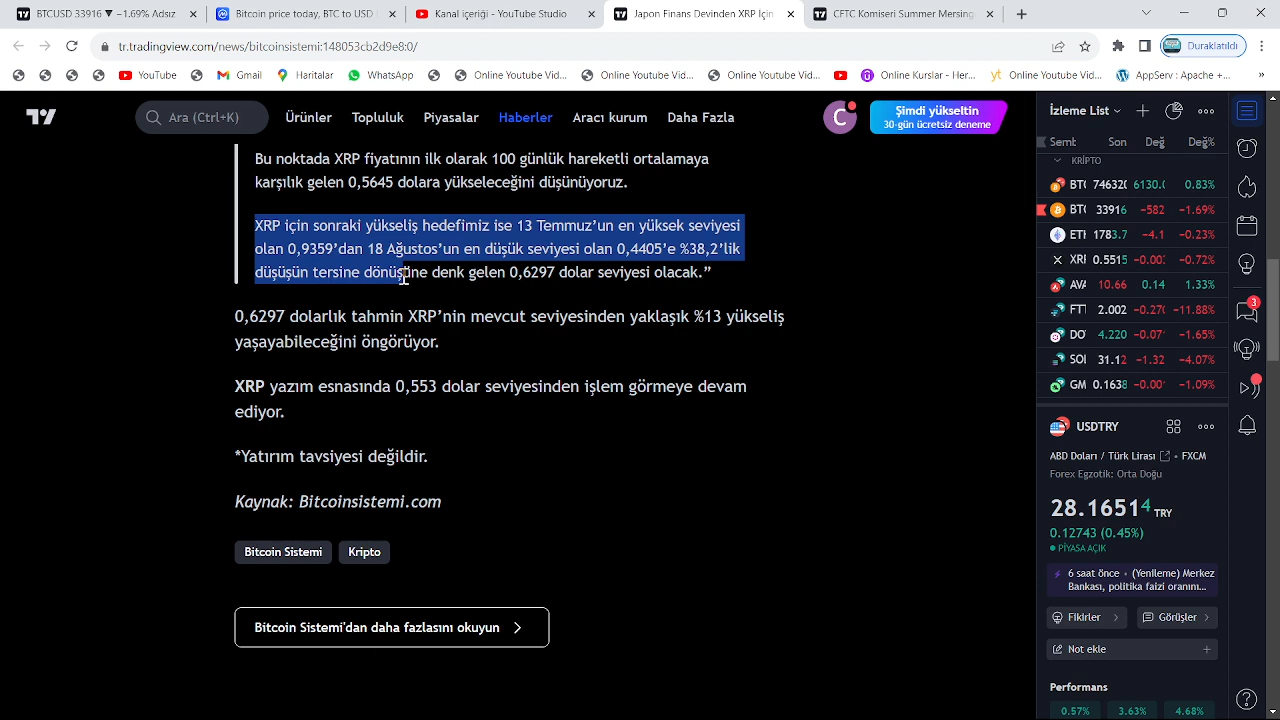 BTCUSD 33916 ▼ −1.69% Adsız
Bitcoin price today, BTC to USD
Kanal içeriği - YouTube Studio
Japon Finans Devinden XRP İçin
CFTC Komiseri Summer Mersing
tr.tradingview.com/news/bitcoinsistemi:148053cb2d9e8:0/
Duraklatıldı
YouTube
Gmail
Haritalar
WhatsApp
Online Youtube Vid...
Online Youtube Vid...
Online Youtube Vid...
Online Kurslar - Her...
Online Youtube Vid...
AppServ : Apache +...
Ara (Ctrl+K)
Ürünler
Topluluk
Piyasalar
Haberler
Aracı kurum
Daha Fazla
C
Şimdi yükseltin
30-gün ücretsiz deneme
Bu noktada XRP fiyatının ilk olarak 100 günlük hareketli ortalamaya
karşılık gelen 0,5645 dolara yükseleceğini düşünüyoruz.
XRP için sonraki yükseliş hedefimiz ise 13 Temmuz’un en yüksek seviyesi
olan 0,9359’dan 18 Ağustos’un en düşük seviyesi olan 0,4405’e %38,2’lik
düşüşün tersine dönüşüne denk gelen 0,6297 dolar seviyesi olacak.”
0,6297 dolarlık tahmin XRP’nin mevcut seviyesinden yaklaşık %13 yükseliş
yaşayabileceğini öngörüyor.
XRP yazım esnasında 0,553 dolar seviyesinden işlem görmeye devam
ediyor.
*Yatırım tavsiyesi değildir.
Kaynak: Bitcoinsistemi.com
Bitcoin Sistemi
Kripto
Bitcoin Sistemi'dan daha fazlasını okuyun
İzleme List
Semb Son Değ Değ%
KRİPTO
BT 74632 6130. 0.83%
BT 33916 −582 −1.69%
ET 1783.7 −4.1 −0.23%
XR 0.5515 −0.00 −0.72%
AVA 10.66 0.14 1.33%
FT 2.002 −0.27 −11.88%
DO 4.220 −0.07 −1.65%
SO 31.12 −1.32 −4.07%
GM 0.1638 −0.00 −1.09%
USDTRY
ABD Doları / Türk Lirası • FXCM
Forex Egzotik: Orta Doğu
28.16514 TRY
0.12743 (0.45%)
PİYASA AÇIK
6 saat önce • (Yenileme) Merkez
Bankası, politika faizi oranını...
Fikirler
Görüşler
Not ekle
Performans
0.57% 3.63% 4.68%
3